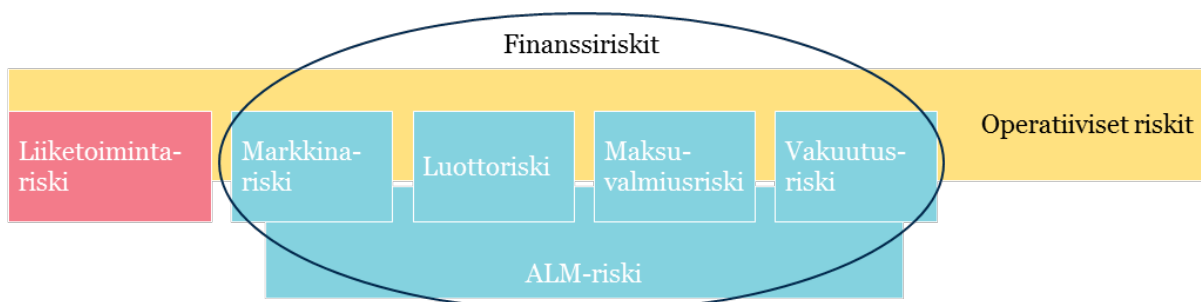 Finanssiriskit
Operatiiviset riskit
Liiketoiminta-
riski
Markkina-
riski
Luottoriski
Maksu-
valmiusriski
Vakuutus-
riski
ALM-riski